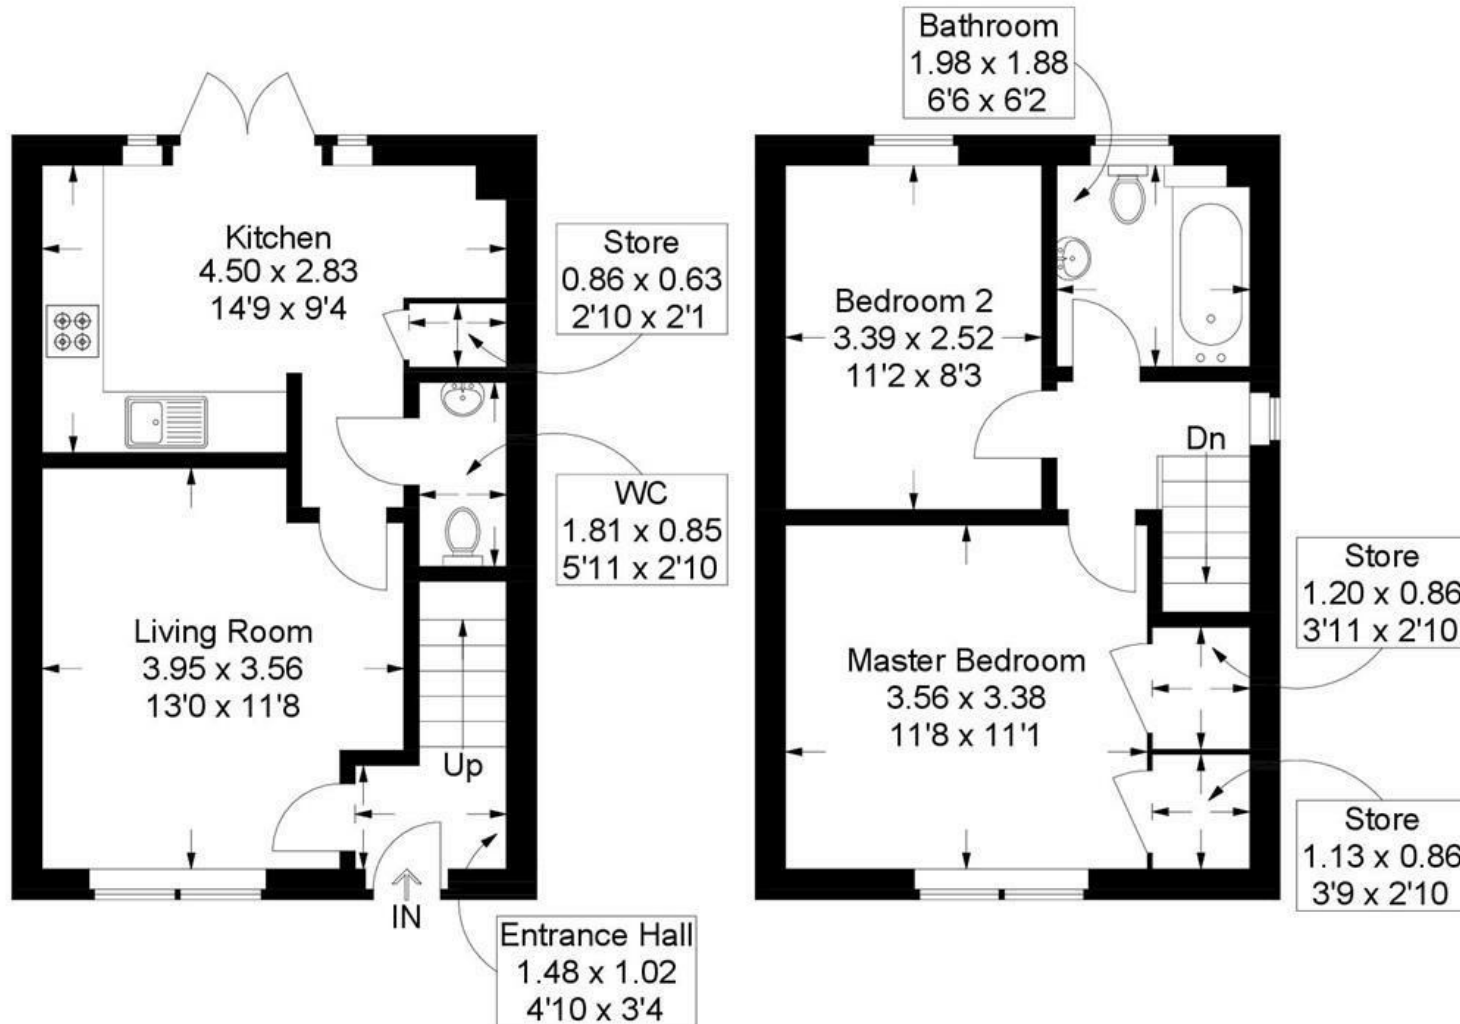 Kitchen
4.50 x 2.83
14'9 x 9'4
Store
0.86 x 0.63
2'10 x 2'1
WC
1.81 x 0.85
5'11 x 2'10
Living Room
3.95 x 3.56
13'0 x 11'8
Up
IN
Entrance Hall
1.48 x 1.02
4'10 x 3'4
Bathroom
1.98 x 1.88
6'6 x 6'2
Bedroom 2
3.39 x 2.52
11'2 x 8'3
Dn
Master Bedroom
3.56 x 3.38
11'8 x 11'1
Store
1.20 x 0.86
3'11 x 2'10
Store
1.13 x 0.86
3'9 x 2'10